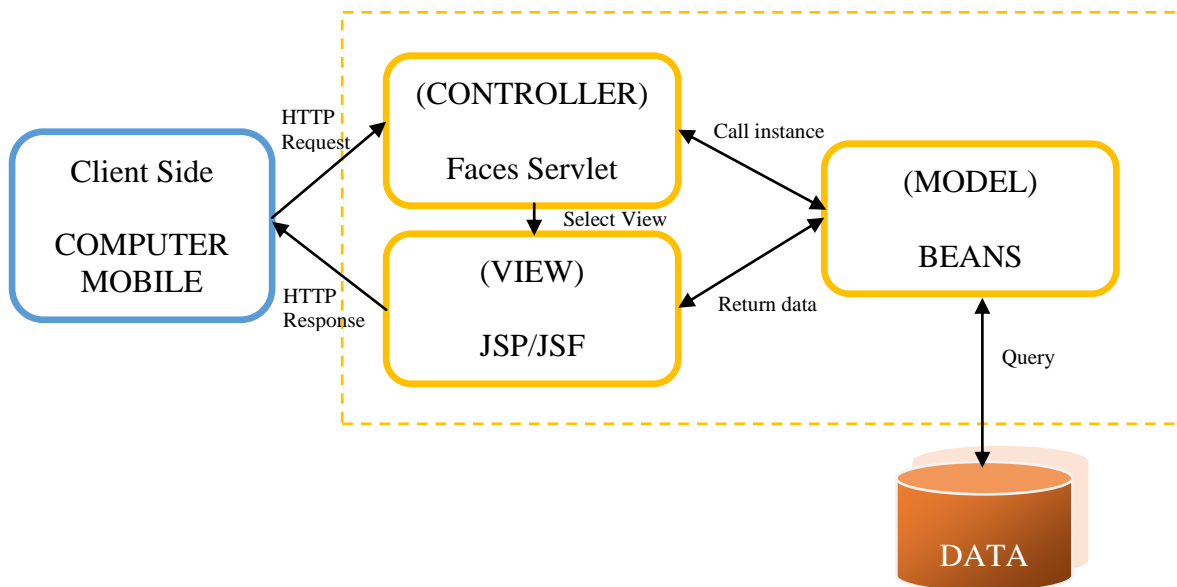 (CONTROLLER)
Faces Servlet
HTTP
Request
Client Side
COMPUTER
MOBILE
Call instance
(MODEL)
BEANS
Select View
(VIEW)
JSP/JSF
HTTP
Response
Return data
Query
DATA